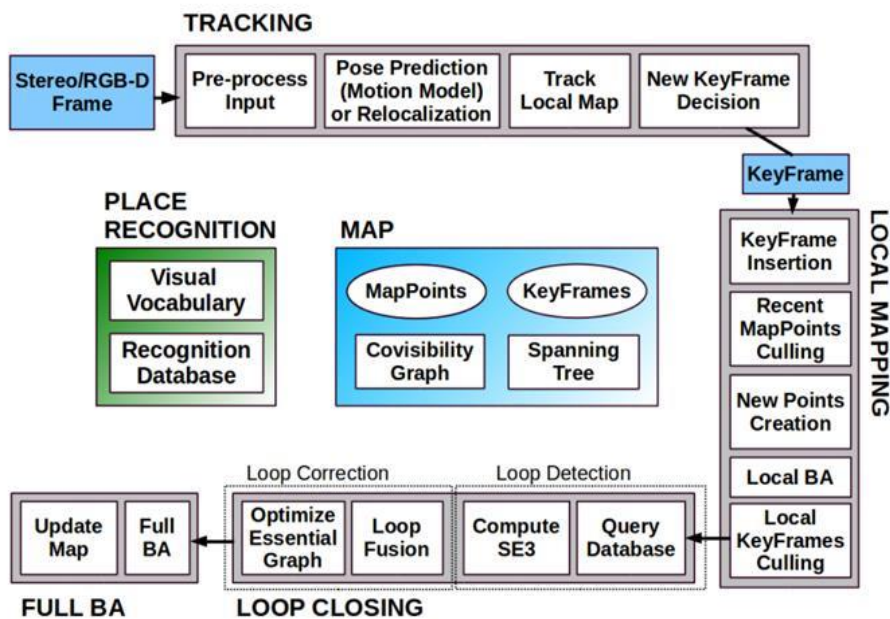 TRACKING
Stereo/RGB-D
Frame
Pre-process
Input
Pose Prediction
(Motion Model)
or Relocalization
Track
Local Map
New KeyFrame
Decision
KeyFrame
PLACE
RECOGNITION
Visual
Vocabulary
Recognition
Database
MAP
MapPoints
KeyFrames
Covisibility
Graph
Spanning
Tree
LOCAL MAPPING
KeyFrame
Insertion
Recent
MapPoints
Culling
New Points
Creation
Local BA
Local
KeyFrames
Culling
Loop Correction
Loop Detection
Optimize
Essential
Graph
Loop
Fusion
Compute
SE3
Query
Database
LOOP CLOSING
Update
Map
Full
BA
FULL BA